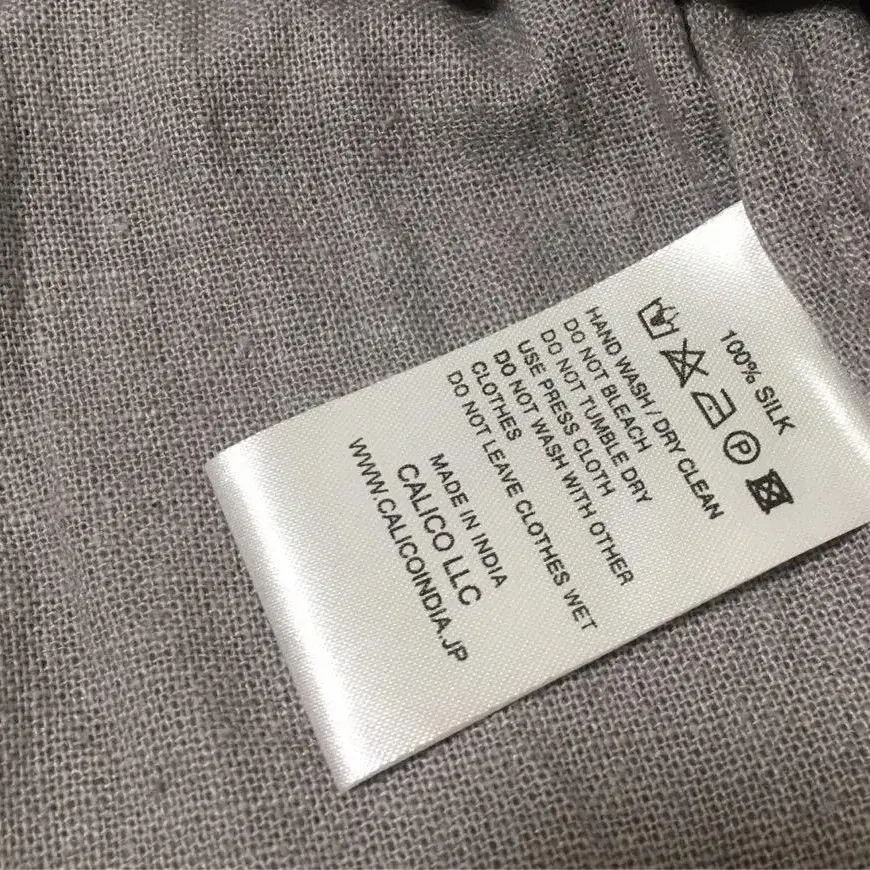 100% SILK
P
HAND WASH / DRY CLEAN
DO NOT BLEACH
DO NOT TUMBLE DRY
USE PRESS CLOTH
DO NOT WASH WITH OTHER
CLOTHES
DO NOT LEAVE CLOTHES WET
MADE IN INDIA
CALICO LLC
WWW.CALICOINDIA.JP